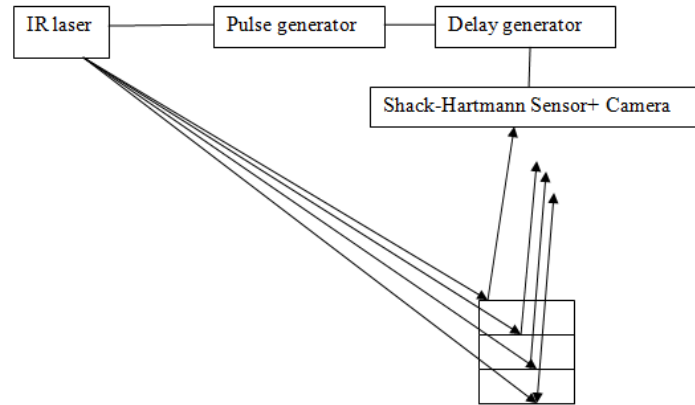 IR laser
Pulse generator
Delay generator
Shack-Hartmann Sensor+ Camera